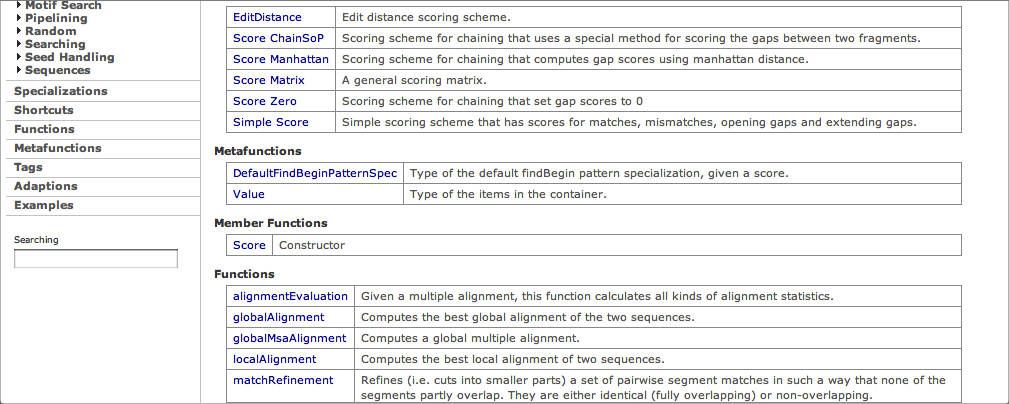 Motif Search
Pipelining
Random
Searching
Seed Handling
Sequences
Specializations
Shortcuts
Functions
Metafunctions
Tags
Adaptions
Examples
Searching
EditDistance Edit distance scoring scheme.
Score ChainSoP Scoring scheme for chaining that uses a special method for scoring the gaps between two fragments.
Score Manhattan Scoring scheme for chaining that computes gap scores using manhattan distance.
Score Matrix A general scoring matrix.
Score Zero Scoring scheme for chaining that set gap scores to 0
Simple Score Simple scoring scheme that has scores for matches, mismatches, opening gaps and extending gaps.
Metafunctions
DefaultFindBeginPatternSpec Type of the default findBegin pattern specialization, given a score.
Value Type of the items in the container.
Member Functions
Score Constructor
Functions
alignmentEvaluation Given a multiple alignment, this function calculates all kinds of alignment statistics.
globalAlignment Computes the best global alignment of the two sequences.
globalMsaAlignment Computes a global multiple alignment.
localAlignment Computes the best local alignment of two sequences.
matchRefinement Refines (i.e. cuts into smaller parts) a set of pairwise segment matches in such a way that none of the
segments partly overlap. They are either identical (fully overlapping) or non-overlapping.